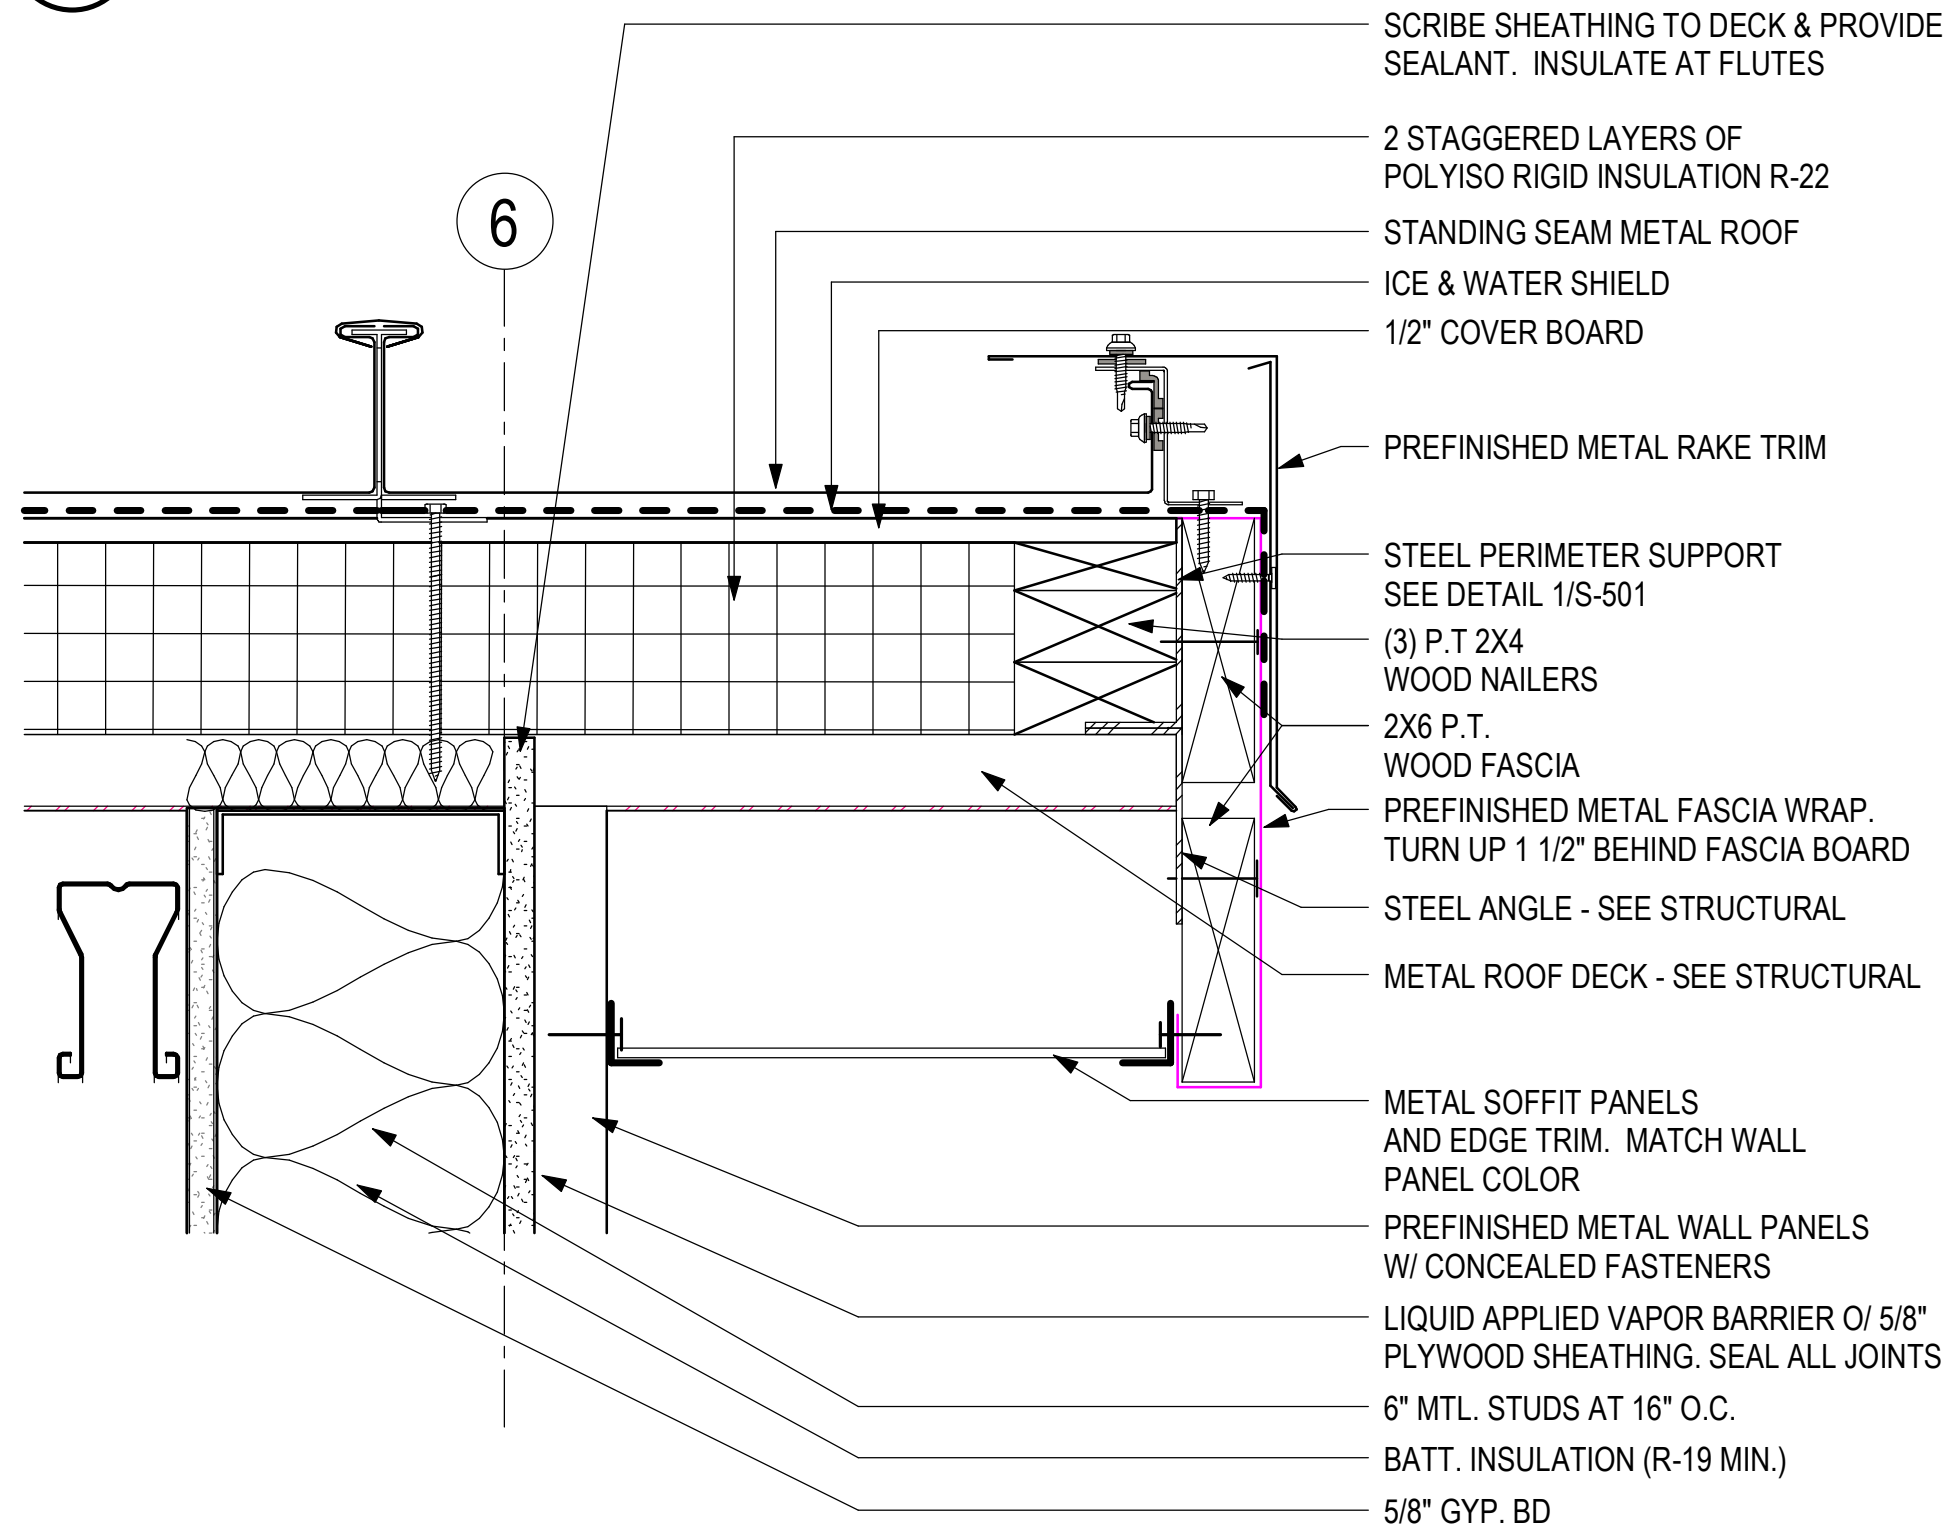 SCRIBE SHEATHING TO DECK & PROVIDE
SEALANT.  INSULATE AT FLUTES
2 STAGGERED LAYERS OF
POLYISO RIGID INSULATION R-22
6
STANDING SEAM METAL ROOF
ICE & WATER SHIELD
1/2" COVER BOARD
PREFINISHED METAL RAKE TRIM
STEEL PERIMETER SUPPORT
SEE DETAIL 1/S-501
(3) P.T 2X4
WOOD NAILERS
2X6 P.T.
WOOD FASCIA
PREFINISHED METAL FASCIA WRAP.
TURN UP 1 1/2" BEHIND FASCIA BOARD
STEEL ANGLE - SEE STRUCTURAL
METAL ROOF DECK - SEE STRUCTURAL
METAL SOFFIT PANELS
AND EDGE TRIM.  MATCH WALL
PANEL COLOR
PREFINISHED METAL WALL PANELS
W/ CONCEALED FASTENERS
LIQUID APPLIED VAPOR BARRIER O/ 5/8"
PLYWOOD SHEATHING. SEAL ALL JOINTS
6" MTL. STUDS AT 16" O.C.
BATT. INSULATION (R-19 MIN.)
5/8" GYP. BD